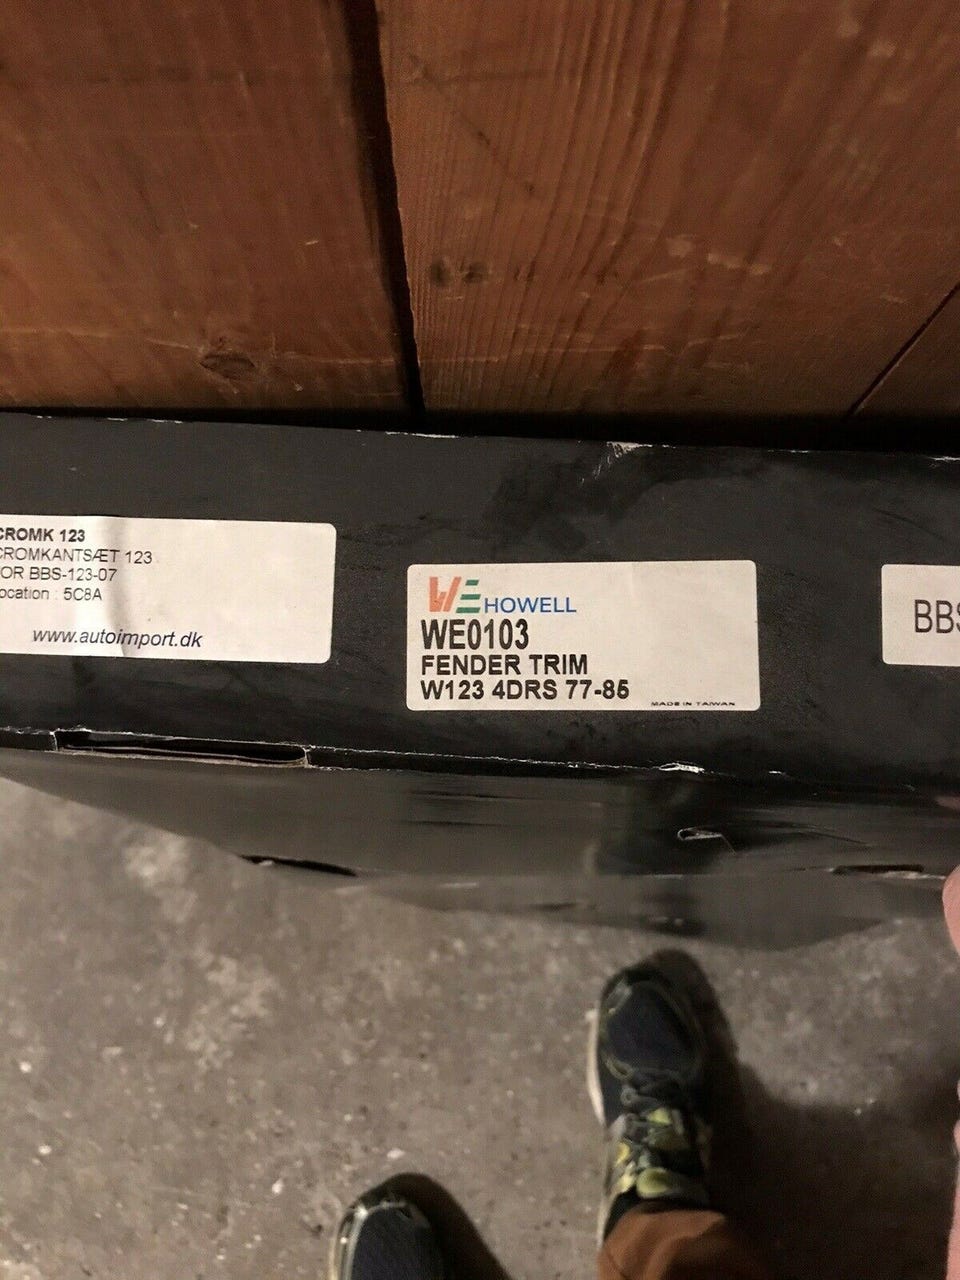 CROMK 123
CROMKANTSÆT 123
OR BBS-123-07
ocation : 5C8A
www.autoimport.dk
WE HOWELL
WE0103
FENDER TRIM
W123 4DRS 77-85
MADE IN TAIWAN
BBS